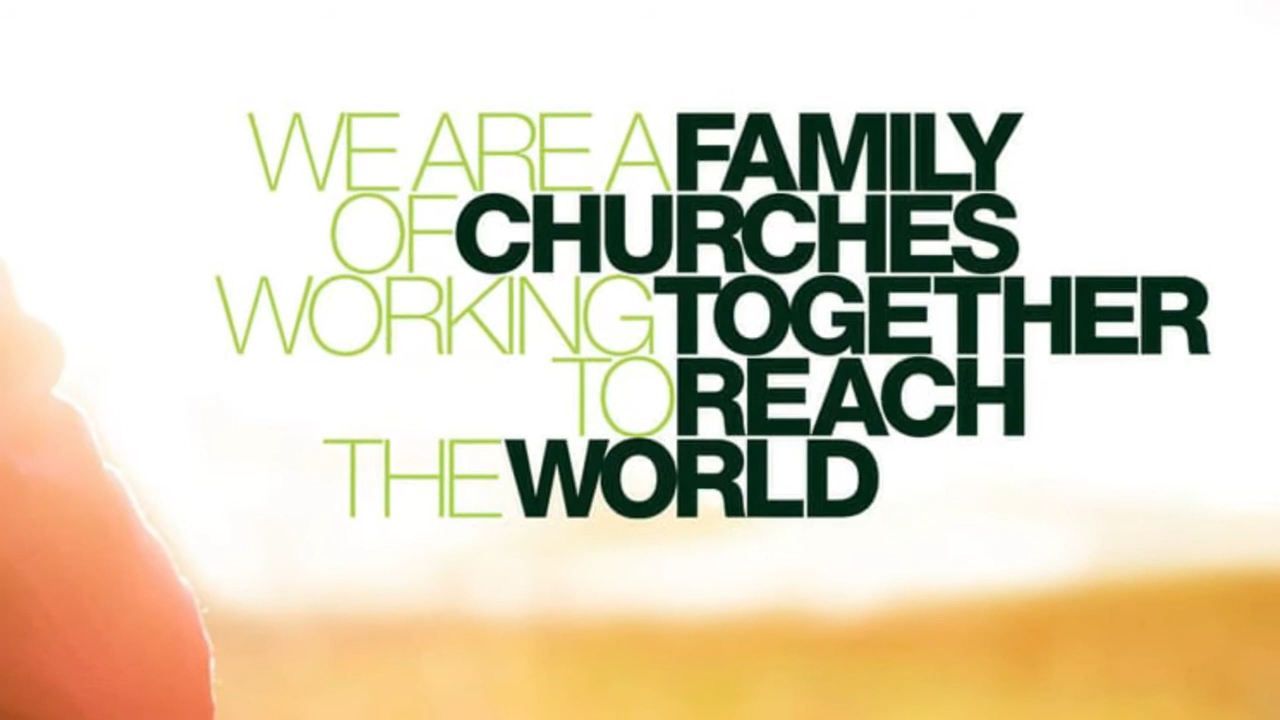 WE ARE A FAMILY
OF CHURCHES
WORKING TOGETHER
TO REACH
THE WORLD